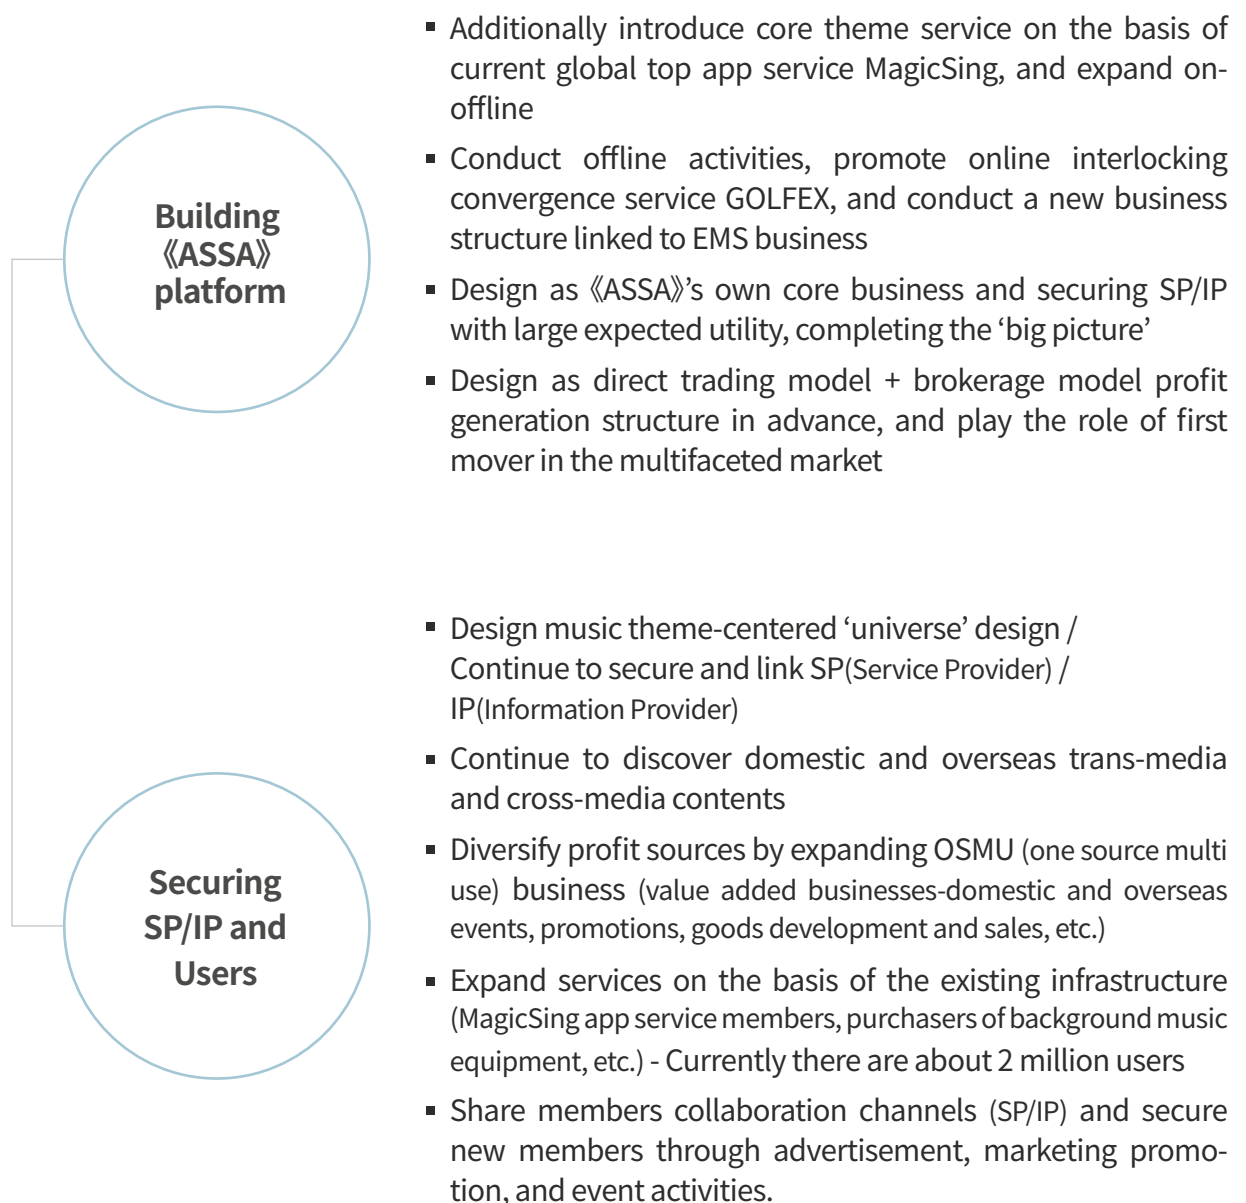 Building
《ASSA》
platform
▪ Additionally introduce core theme service on the basis of
current global top app service MagicSing, and expand on-
offline
▪ Conduct offline activities, promote online interlocking
convergence service GOLFEX, and conduct a new business
structure linked to EMS business
▪ Design as 《ASSA》's own core business and securing SP/IP
with large expected utility, completing the ‘big picture’
▪ Design as direct trading model + brokerage model profit
generation structure in advance, and play the role of first
mover in the multifaceted market
Securing
SP/IP and
Users
▪ Design music theme-centered ‘universe’ design /
Continue to secure and link SP(Service Provider) /
IP(Information Provider)
▪ Continue to discover domestic and overseas trans-media
and cross-media contents
▪ Diversify profit sources by expanding OSMU (one source multi
use) business (value added businesses-domestic and overseas
events, promotions, goods development and sales, etc.)
▪ Expand services on the basis of the existing infrastructure
(MagicSing app service members, purchasers of background music
equipment, etc.) - Currently there are about 2 million users
▪ Share members collaboration channels (SP/IP) and secure
new members through advertisement, marketing promo-
tion, and event activities.